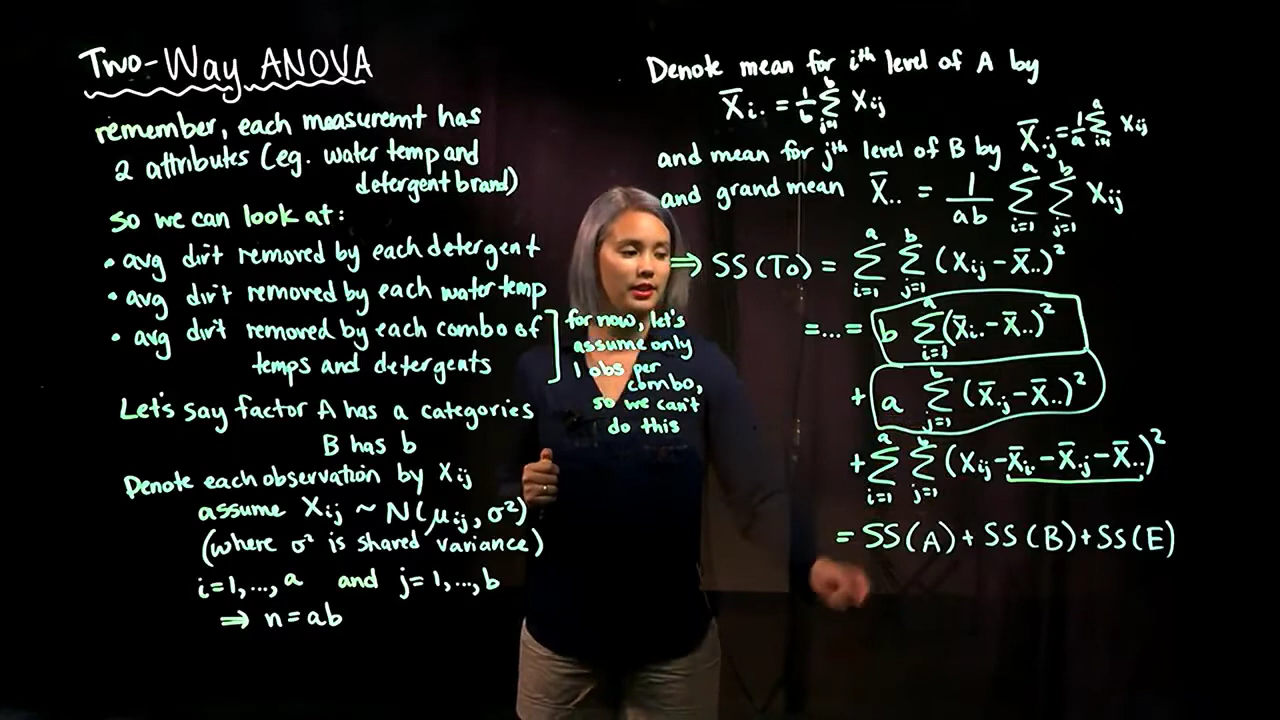 Two-Way ANOVA
remember, each measuremt has
2 attributes (eg. water temp and
detergent brand)
so we can look at:
• avg dirt removed by each detergent
• avg dirt removed by each water temp
• avg dirt removed by each combo of
temps and detergents
for now, let's
assume only
1 obs per
combo,
so we can't
do this
Let's say factor A has a categories
B has b
Denote each observation by Xij
assume Xij ~ N(μij, σ²)
(where σ² is shared variance)
i=1,...,a and j=1,...,b
⇒ n=ab
Denote mean for iᵗʰ level of A by
X̄i. = 1/b Σ_{j=1}^{b} Xij
and mean for jᵗʰ level of B by X̄.j = 1/a Σ_{i=1}^{a} Xij
and grand mean X̄.. = 1/ab Σ_{i=1}^{a} Σ_{j=1}^{b} Xij
⇒ SS(TO) = Σ_{i=1}^{a} Σ_{j=1}^{b} (Xij - X̄..)²
=...= b Σ_{i=1}^{a} (X̄i. - X̄..)²
+ a Σ_{j=1}^{b} (X̄.j - X̄..)²
+ Σ_{i=1}^{a} Σ_{j=1}^{b} (Xij - X̄i. - X̄.j - X̄..)²
= SS(A) + SS(B) + SS(E)